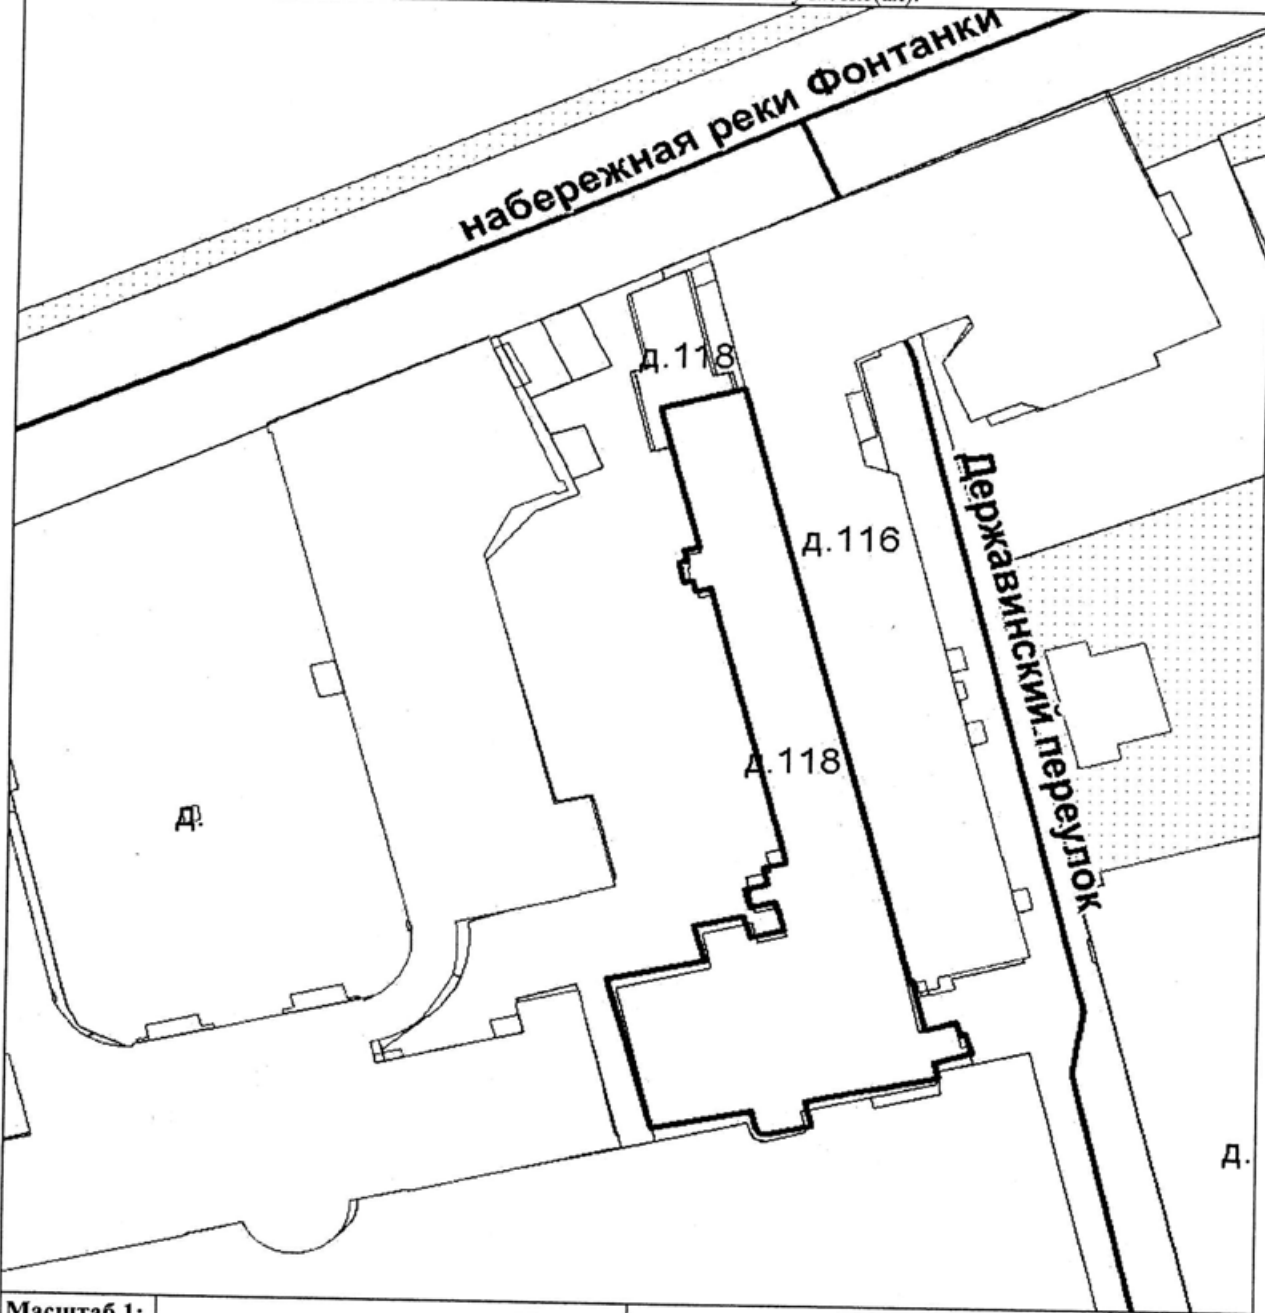 набережная реки Фонтанки
д.118
Державинский переулок
д.116
д.118
д.
д.
Масштаб 1: